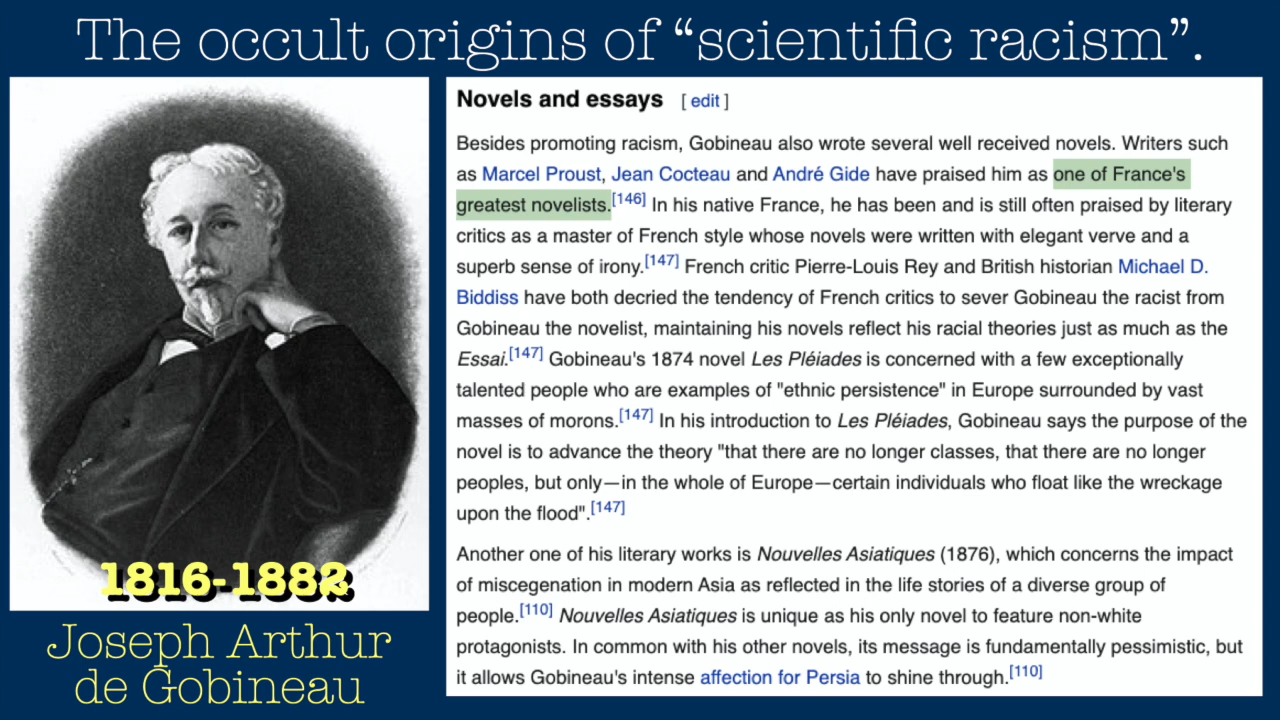 The occult origins of “scientific racism”.
1816-1882
Joseph Arthur
de Gobineau
Novels and essays [ edit ]
Besides promoting racism, Gobineau also wrote several well received novels. Writers such
as Marcel Proust, Jean Cocteau and André Gide have praised him as one of France's
greatest novelists.[146] In his native France, he has been and is still often praised by literary
critics as a master of French style whose novels were written with elegant verve and a
superb sense of irony.[147] French critic Pierre-Louis Rey and British historian Michael D.
Biddiss have both decried the tendency of French critics to sever Gobineau the racist from
Gobineau the novelist, maintaining his novels reflect his racial theories just as much as the
Essai.[147] Gobineau's 1874 novel Les Pléiades is concerned with a few exceptionally
talented people who are examples of "ethnic persistence" in Europe surrounded by vast
masses of morons.[147] In his introduction to Les Pléiades, Gobineau says the purpose of the
novel is to advance the theory "that there are no longer classes, that there are no longer
peoples, but only—in the whole of Europe—certain individuals who float like the wreckage
upon the flood".[147]
Another one of his literary works is Nouvelles Asiatiques (1876), which concerns the impact
of miscegenation in modern Asia as reflected in the life stories of a diverse group of
people.[110] Nouvelles Asiatiques is unique as his only novel to feature non-white
protagonists. In common with his other novels, its message is fundamentally pessimistic, but
it allows Gobineau's intense affection for Persia to shine through.[110]